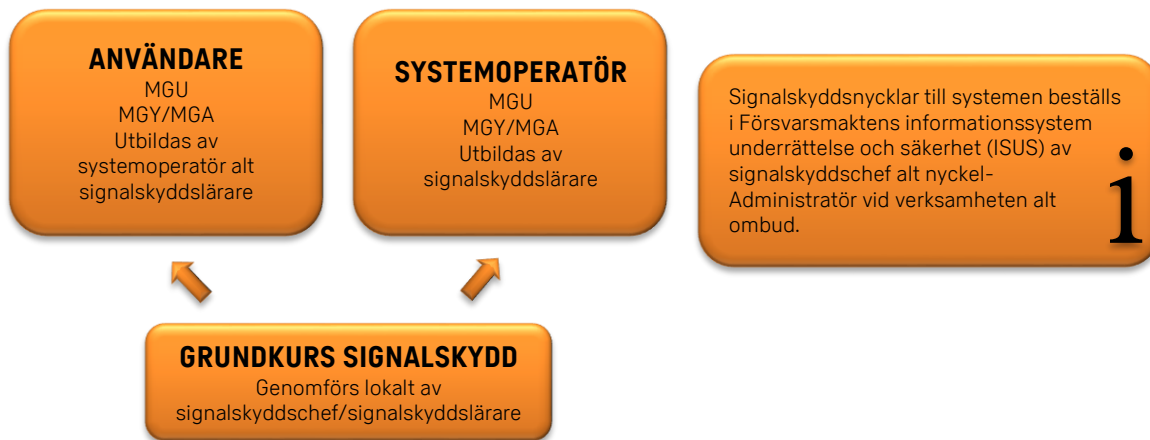 ANVÄNDARE
MGU
MGY/MGA
Utbildas av
systemoperatör alt
signalskyddslärare
SYSTEMOPERATÖR
MGU
MGY/MGA
Utbildas av
signalskyddslärare
Signalskyddsnycklar till systemen beställs
i Försvarsmaktens informationssystem
underrättelse och säkerhet (ISUS) av
signalskyddschef alt nyckel-
Administratör vid verksamheten alt
ombud.
i
GRUNDKURS SIGNALSKYDD
Genomförs lokalt av
signalskyddschef/signalskyddslärare